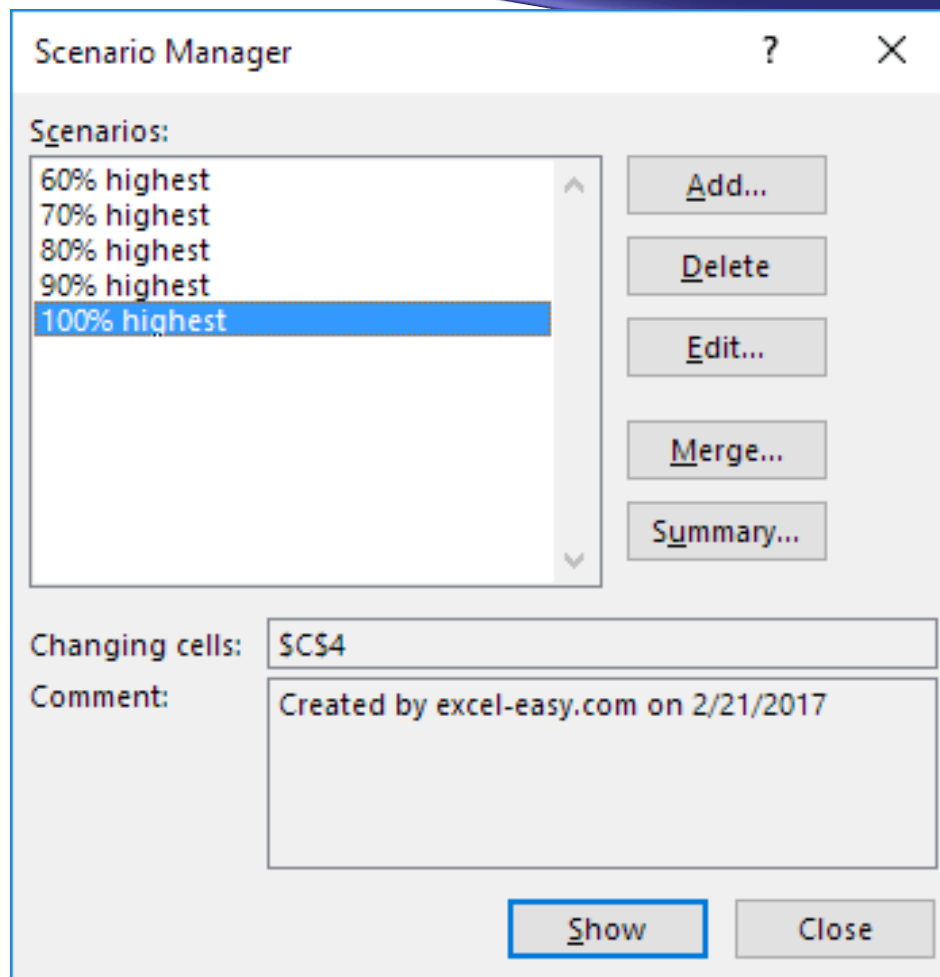 Scenario Manager
?
Scenarios:
60% highest
70% highest
80% highest
90% highest
100% highest
Add...
Delete
Edit...
Merge...
Summary...
Changing cells: $C$4
Comment: Created by excel-easy.com on 2/21/2017
Show
Close